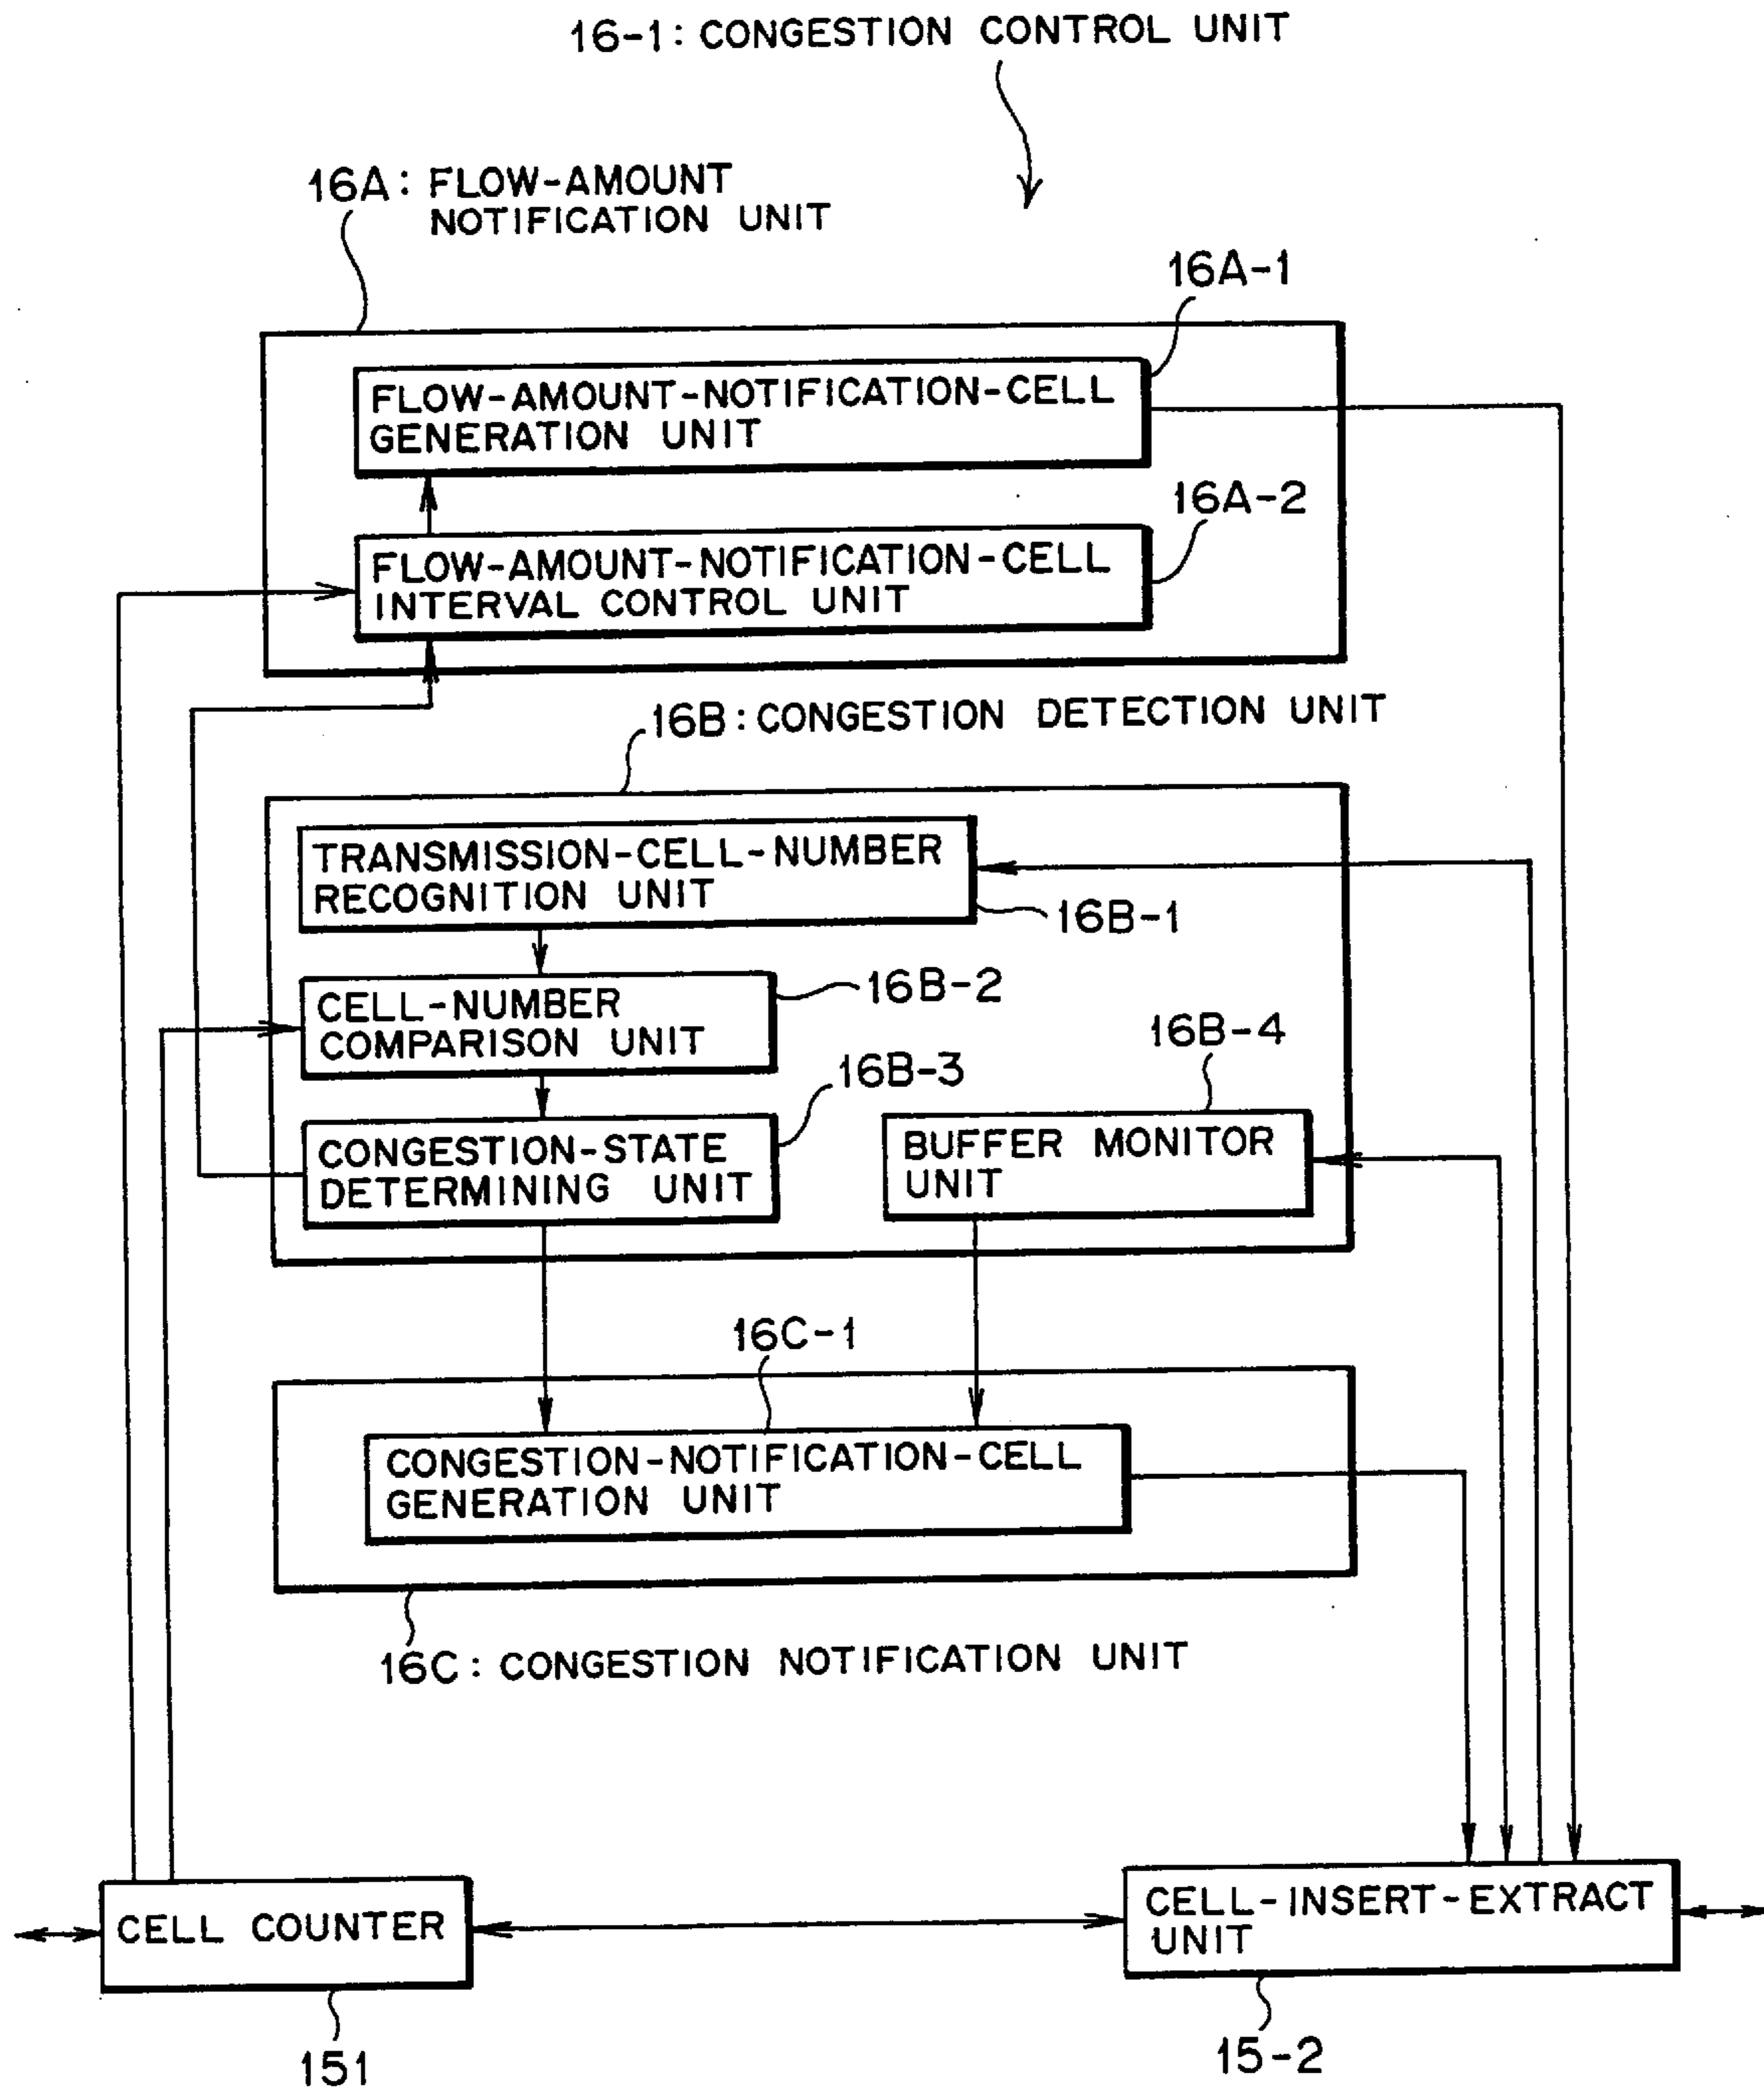 16-1: CONGESTION CONTROL UNIT
16A: FLOW-AMOUNT
NOTIFICATION UNIT
16A-1
FLOW-AMOUNT-NOTIFICATION-CELL
GENERATION UNIT
16A-2
FLOW-AMOUNT-NOTIFICATION-CELL
INTERVAL CONTROL UNIT
16B: CONGESTION DETECTION UNIT
TRANSMISSION-CELL-NUMBER
RECOGNITION UNIT
16B-1
CELL-NUMBER
COMPARISON UNIT
16B-2
16B-4
16B-3
CONGESTION-STATE
DETERMINING UNIT
BUFFER MONITOR
UNIT
16C-1
CONGESTION-NOTIFICATION-CELL
GENERATION UNIT
16C: CONGESTION NOTIFICATION UNIT
CELL COUNTER
CELL-INSERT-EXTRACT
UNIT
151
15-2